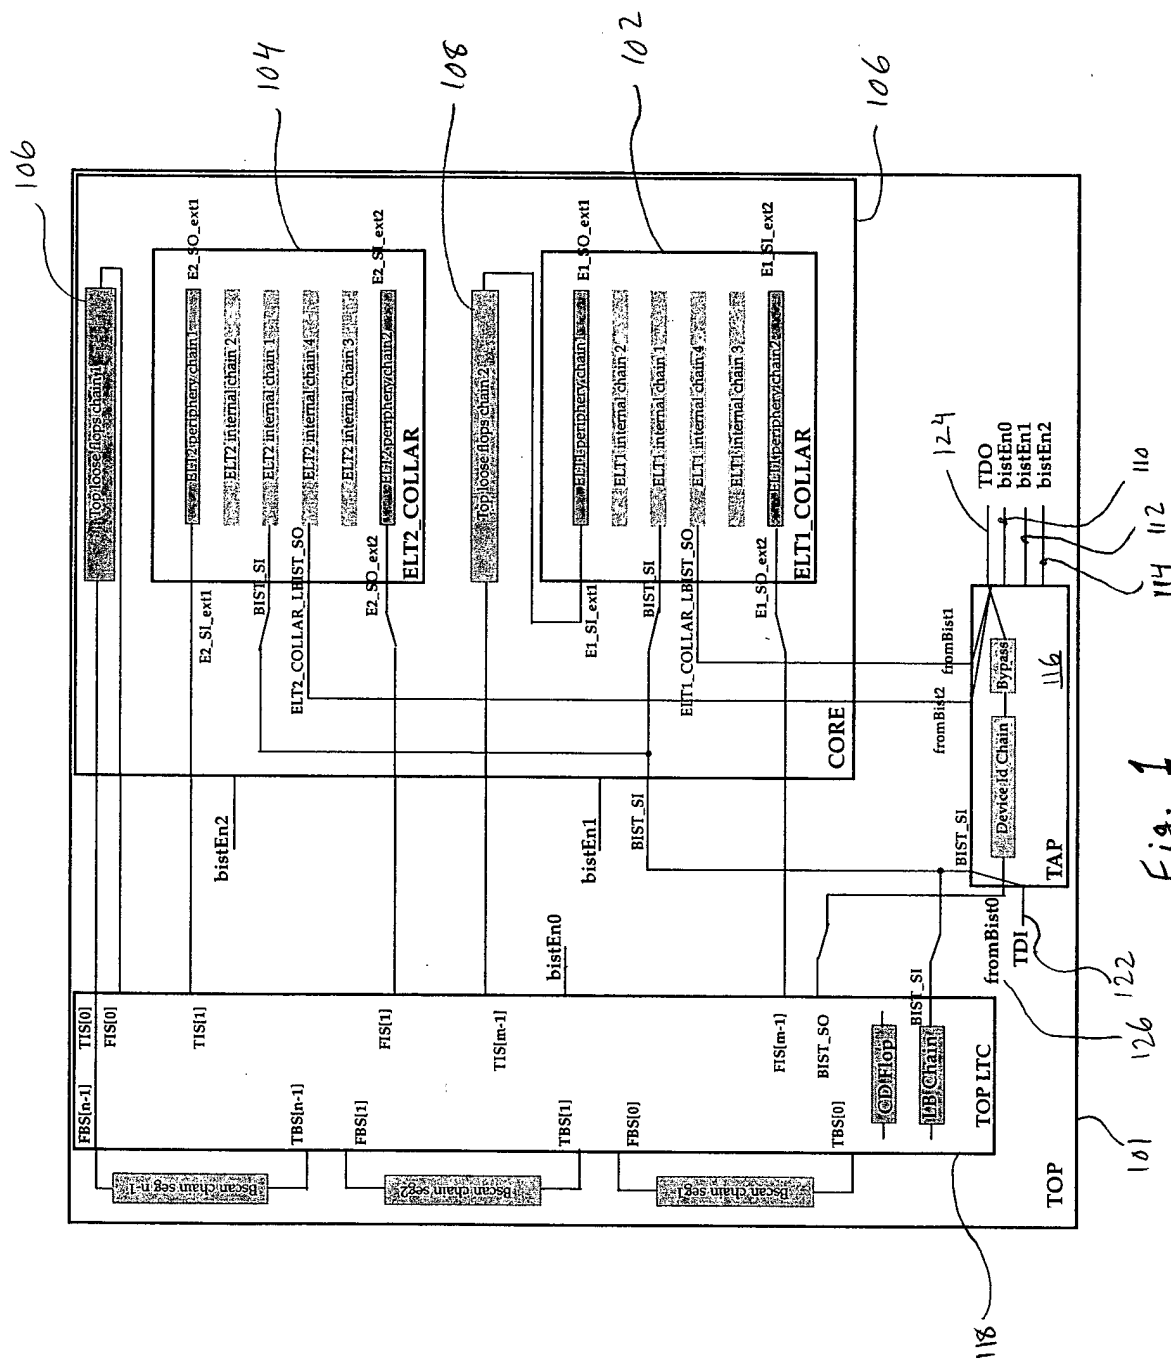 106
104
108
102
106
Top loose flops chain 1
E2_SO_ext1
ELT2 periphery chain1
ELT2 internal chain 2
ELT2 internal chain 1
ELT2 internal chain 4
ELT2 internal chain 3
ELT2 periphery chain2
E2_SI_ext2
ELT2_COLLAR
E2_SI_ext1
BIST_SI
ELT2_COLLAR_LBIST_SO
E2_SO_ext2
Top loose flops chain 2
E1_SO_ext1
ELT1 periphery chain1
ELT1 internal chain 2
ELT1 internal chain 1
ELT1 internal chain 4
ELT1 internal chain 3
ELT1 periphery chain2
E1_SI_ext2
ELT1_COLLAR
E1_SI_ext1
BIST_SI
ELT1_COLLAR_LBIST_SO
E1_SO_ext2
CORE
bistEn2
bistEn1
BIST_SI
bistEn0
fromBist2
fromBist1
124
TDO
bistEn0
bistEn1
bistEn2
110
112
114
BIST_SI
Device Id Chain
Bypass
116
TAP
fromBist0
TDI
122
126
FBS[n-1]
TIS[0]
FIS[0]
TIS[1]
TBS[n-1]
FBS[1]
FIS[1]
TIS[m-1]
TBS[1]
FBS[0]
FIS[m-1]
TBS[0]
BIST_SO
BIST_SI
CD Flop
LB Chain
TOP LTC
Bscan chain seg n-1
Bscan chain seg2
Bscan chain seg1
TOP
101
118
Fig. 1